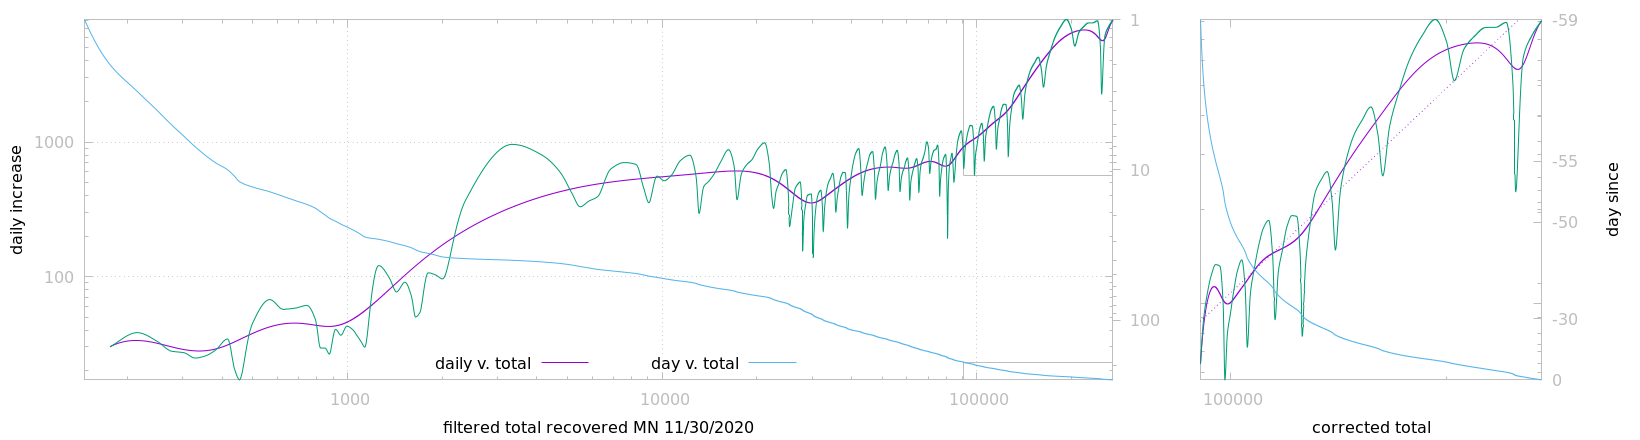 1 -59
1000
10 -55
daily increase
-50
day since
100
100 -30
daily v. total day v. total
0
1000 10000 100000 100000
filtered total recovered MN 11/30/2020 corrected total